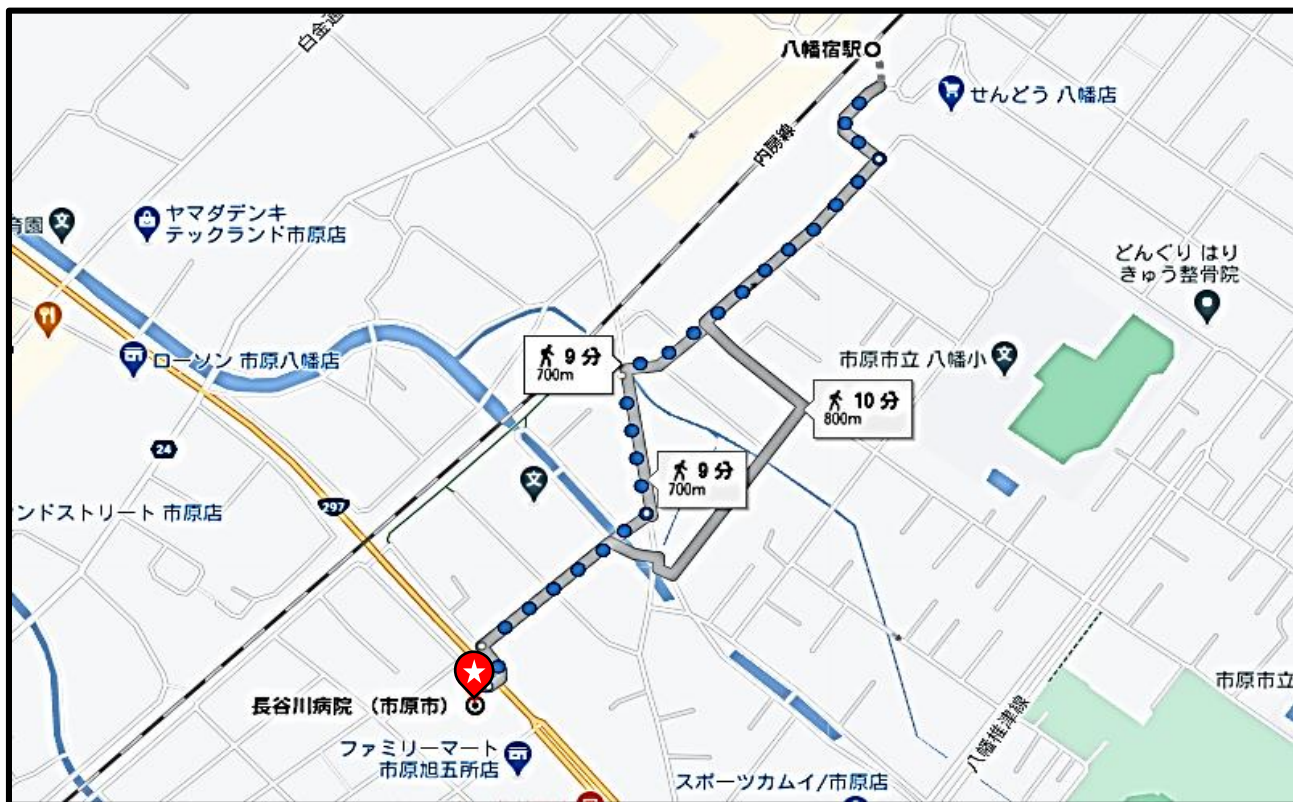 白金通
八幡宿駅
せんどう 八幡店
内房線
育園
ヤマダデンキ
テックランド市原店
どんぐり はり
きゅう整骨院
ローソン 市原八幡店
9 分
700m
市原市立 八幡小
10 分
800m
24
9 分
700m
297
ンドストリート 市原店
長谷川病院 （市原市）
ファミリーマート
市原旭五所店
八幡椎津線
市原市立
スポーツカムイ/市原店